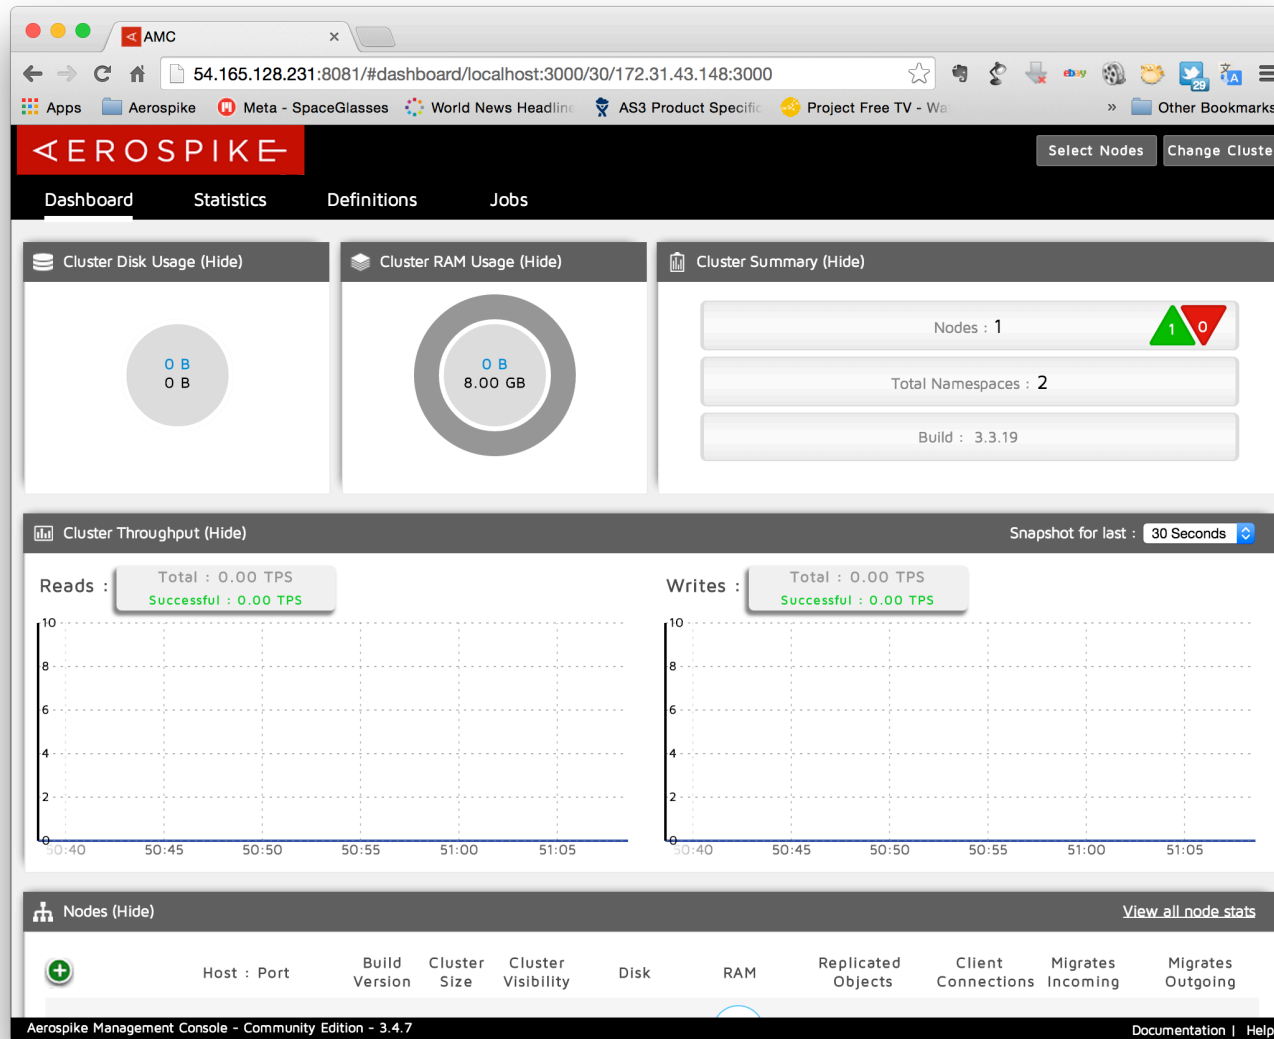 AMC
54.165.128.231:8081/#dashboard/localhost:3000/30/172.31.43.148:3000
29
Apps Aerospike Meta - SpaceGlasses World News Headline AS3 Product Specific Project Free TV - Wa » Other Bookmarks
AEROSPIKE
Select Nodes Change Cluste
Dashboard Statistics Definitions Jobs
Cluster Disk Usage (Hide)
0 B
0 B
Cluster RAM Usage (Hide)
0 B
8.00 GB
Cluster Summary (Hide)
Nodes : 1
1 0
Total Namespaces : 2
Build : 3.3.19
Cluster Throughput (Hide)
Snapshot for last : 30 Seconds
Reads :
Total : 0.00 TPS
Successful : 0.00 TPS
10
8
6
4
2
0
50:40 50:45 50:50 50:55 51:00 51:05
Writes :
Total : 0.00 TPS
Successful : 0.00 TPS
10
8
6
4
2
0
50:40 50:45 50:50 50:55 51:00 51:05
Nodes (Hide)
View all node stats
Host : Port
Build
Version
Cluster
Size
Cluster
Visibility
Disk
RAM
Replicated
Objects
Client
Connections
Migrates
Incoming
Migrates
Outgoing
Aerospike Management Console - Community Edition - 3.4.7
Documentation | Help